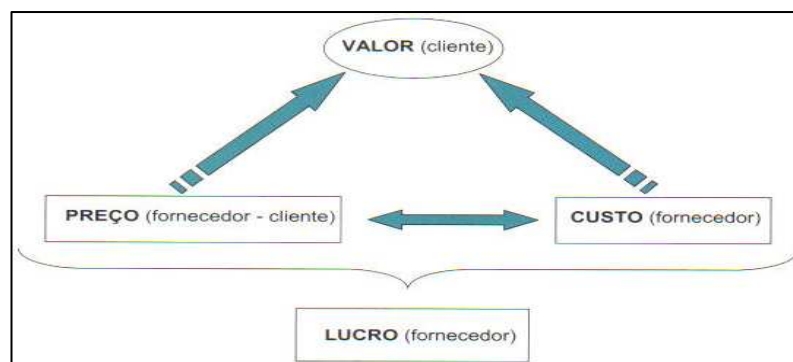 VALOR (cliente)
PREÇO (fornecedor - cliente)
CUSTO (fornecedor)
LUCRO (fornecedor)